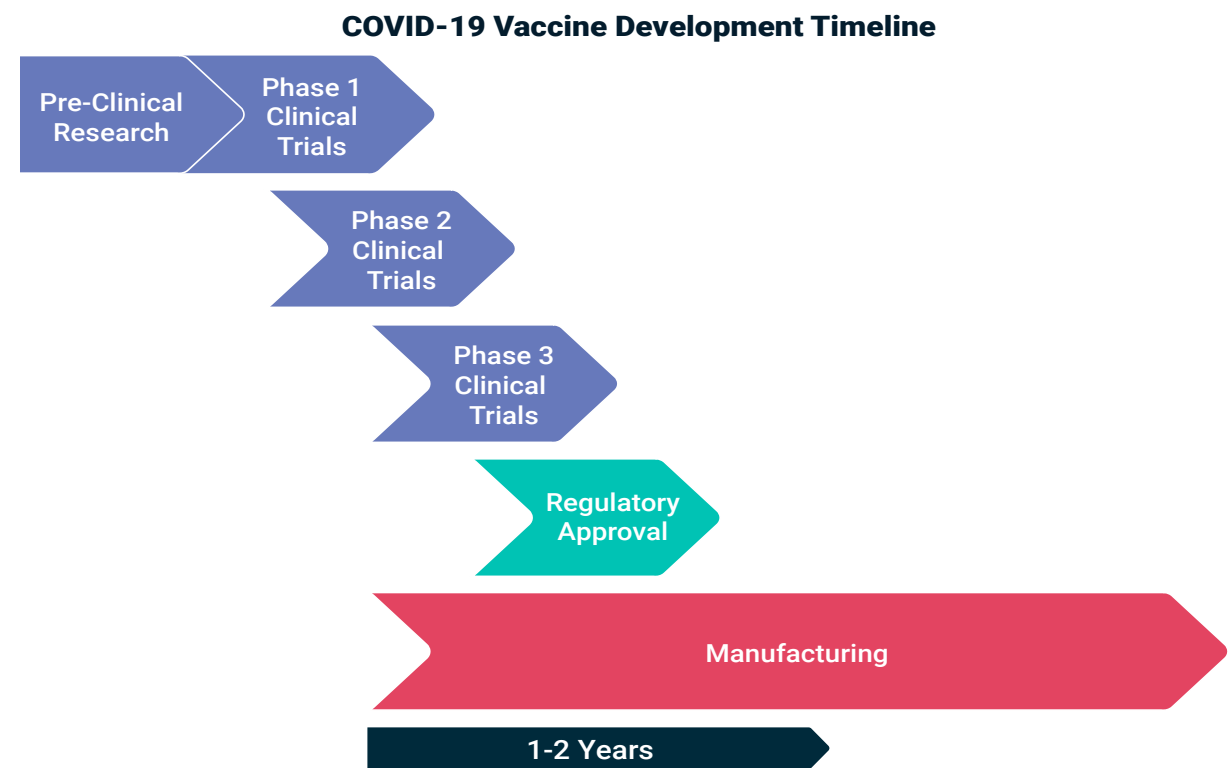 COVID-19 Vaccine Development Timeline
Pre-Clinical
Research
Phase 1
Clinical
Trials
Phase 2
Clinical
Trials
Phase 3
Clinical
Trials
Regulatory
Approval
Manufacturing
1-2 Years